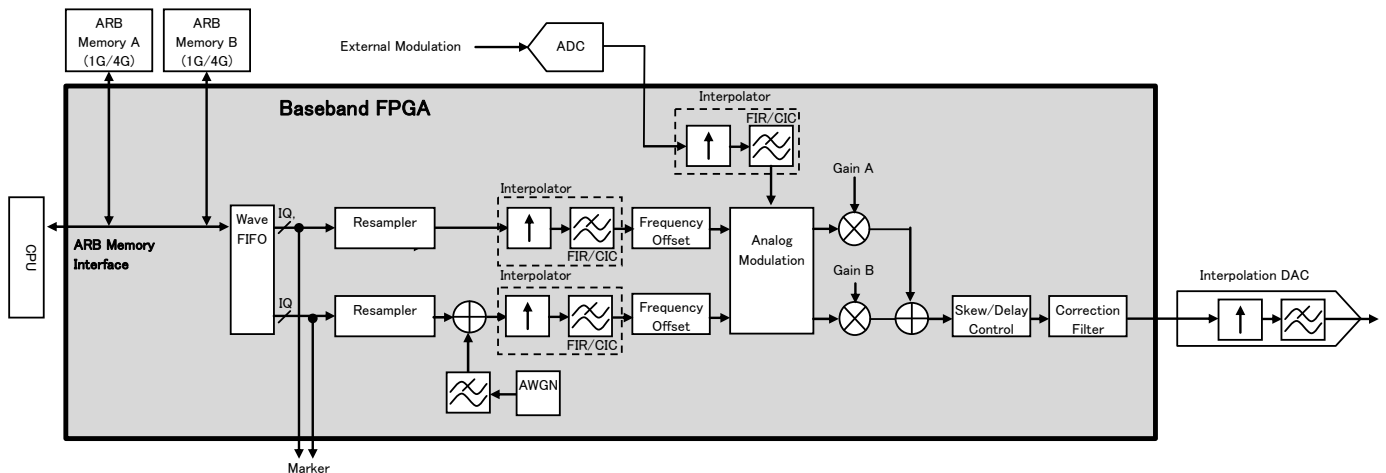 ARB
Memory A
(1G/4G)
ARB
Memory B
(1G/4G)
External Modulation
ADC
Baseband FPGA
Interpolator
FIR/CIC
Gain A
CPU
ARB Memory
Interface
Wave
FIFO
IQ,
Resampler
Interpolator
FIR/CIC
Frequency
Offset
Analog
Modulation
IQ
Resampler
Interpolator
FIR/CIC
Frequency
Offset
Gain B
Skew/Delay
Control
Correction
Filter
Interpolation DAC
AWGN
Marker